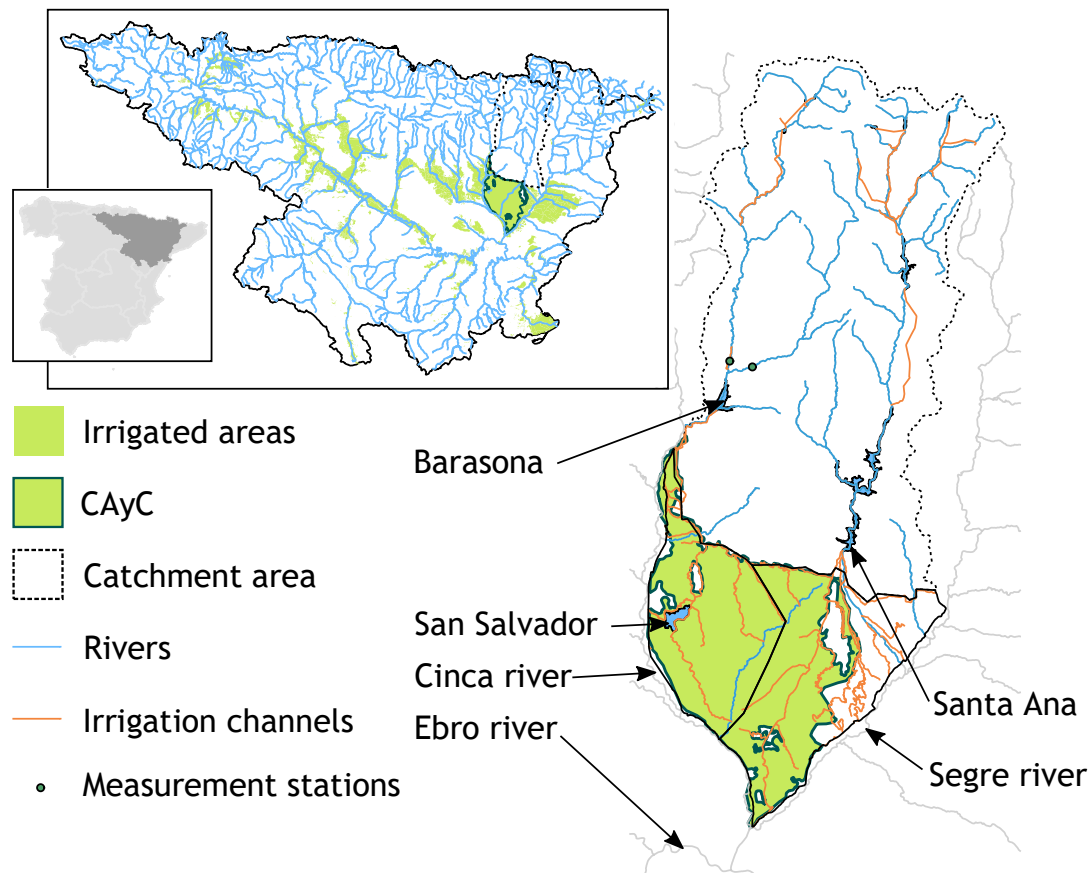 Irrigated areas
CAyC
Catchment area
Rivers
Irrigation channels
Measurement stations
Barasona
San Salvador
Cinca river
Ebro river
Santa Ana
Segre river